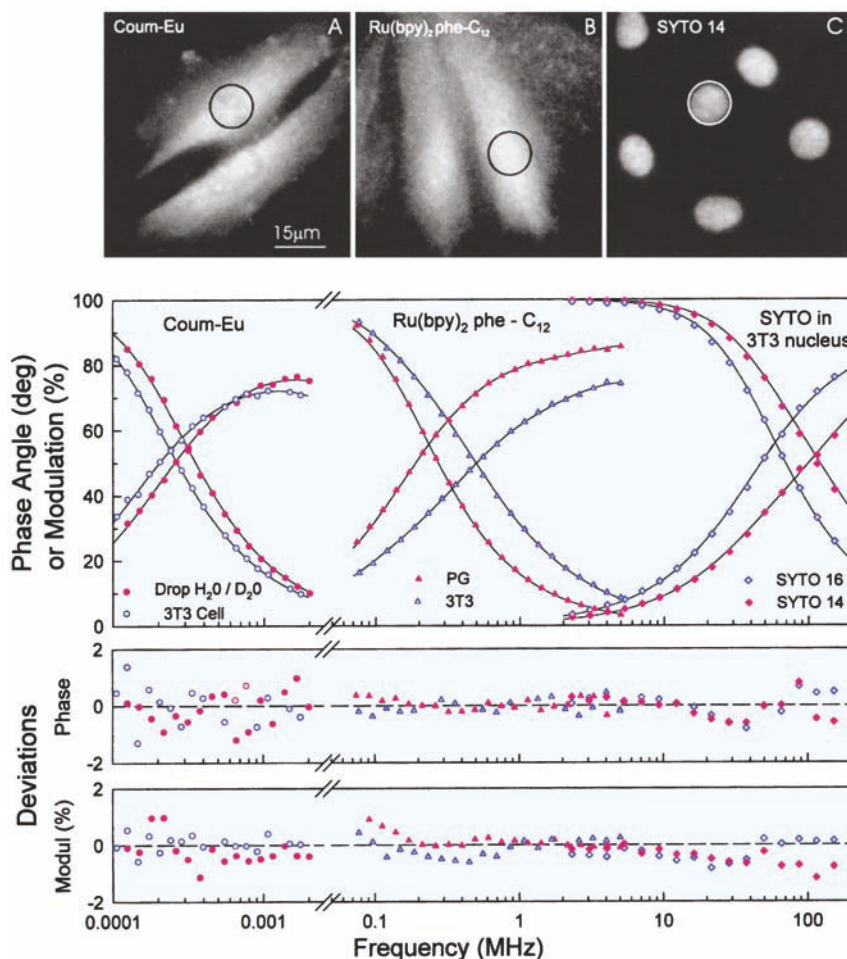 Coum-Eu A
Ru(bpy)2 phe-C12 B
SYTO 14 C
15μm
Phase Angle (deg)
or Modulation (%)
100
80
60
40
20
0
Coum-Eu
Ru(bpy)2 phe - C12
SYTO in
3T3 nucleus
Drop H20 / D20
3T3 Cell
PG
3T3
SYTO 16
SYTO 14
Deviations
Phase
2
0
-2
Modul (%)
2
0
-2
0.0001
0.001
0.1
1
10
100
Frequency (MHz)